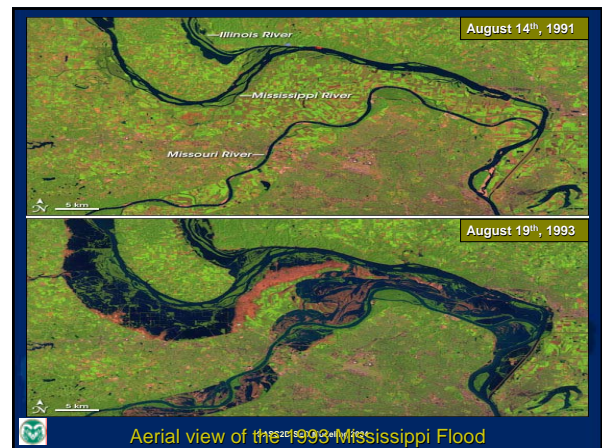 August 14th, 1991
Illinois River
Mississippi River
Missouri River
N
5 km
August 19th, 1993
N
5 km
Aerial view of the 1993 Mississippi Flood